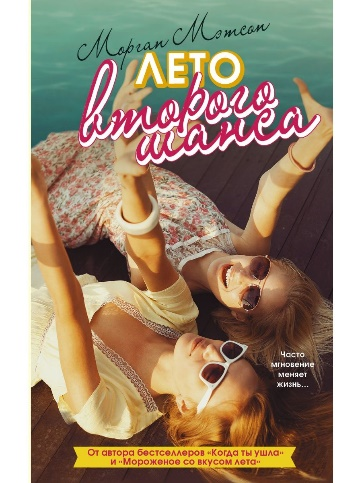 Морган Мэтсон
ЛЕТО
второго
шанса
Часто
мгновение
меняет
жизнь...
От автора бестселлеров «Когда ты ушла»
и «Мороженое со вкусом лета»